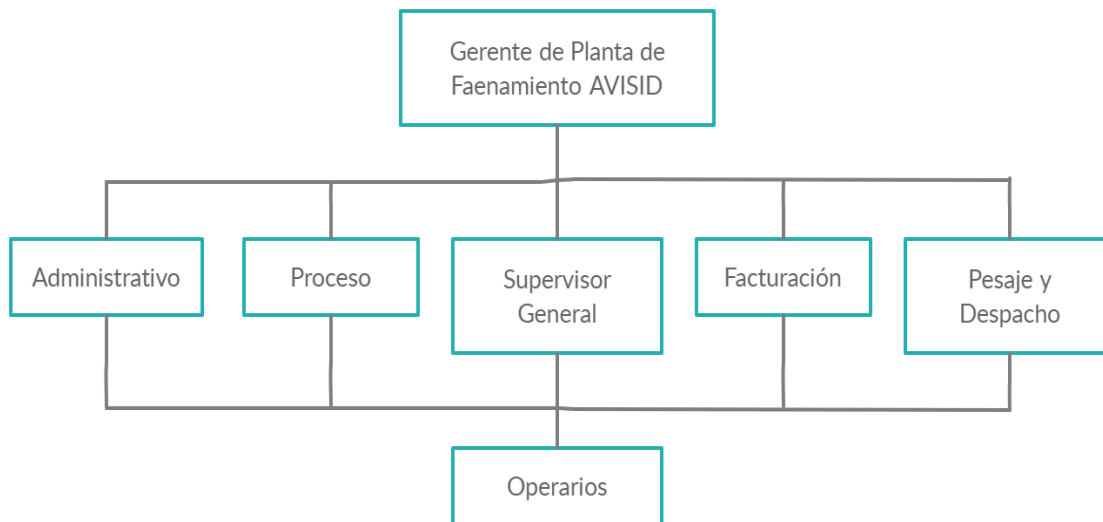 Gerente de Planta de
Faenamiento AVISID
Administrativo
Proceso
Supervisor
General
Facturación
Pesaje y
Despacho
Operarios